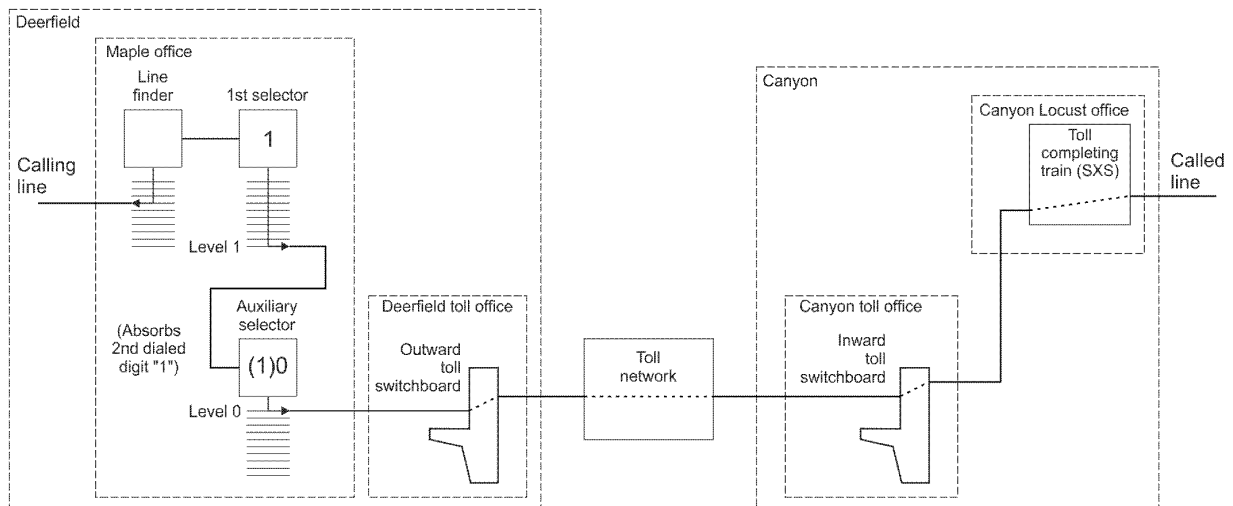 Deerfield
Maple office
Line
finder
1st selector
1
Calling
line
Level 1
Auxiliary
selector
(Absorbs
2nd dialed
digit "1")
(1)0
Level 0
Deerfield toll office
Outward
toll
switchboard
Toll
network
Canyon
Canyon Locust office
Toll
completing
train (SXS)
Called
line
Canyon toll office
Inward
toll
switchboard